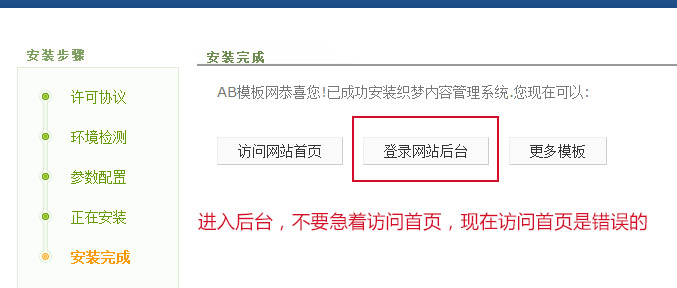 安装步骤
许可协议
环境检测
参数配置
正在安装
安装完成
安装完成
AB模板网恭喜您!已成功安装织梦内容管理系统.您现在可以:
访问网站首页
登录网站后台
更多模板
进入后台，不要急着访问首页，现在访问首页是错误的